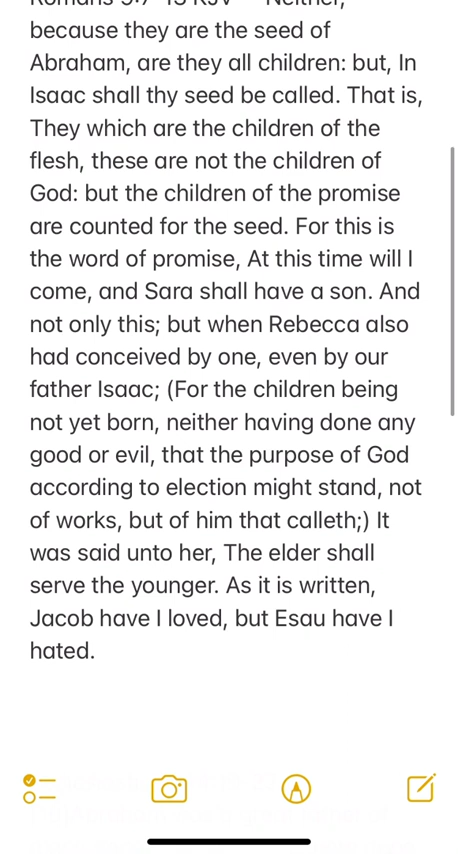 Romans 9:7-13 KJV - "Neither,
because they are the seed of
Abraham, are they all children: but, In
Isaac shall thy seed be called. That is,
They which are the children of the
flesh, these are not the children of
God: but the children of the promise
are counted for the seed. For this is
the word of promise, At this time will I
come, and Sara shall have a son. And
not only this; but when Rebecca also
had conceived by one, even by our
father Isaac; (For the children being
not yet born, neither having done any
good or evil, that the purpose of God
according to election might stand, not
of works, but of him that calleth;) It
was said unto her, The elder shall
serve the younger. As it is written,
Jacob have I loved, but Esau have I
hated.